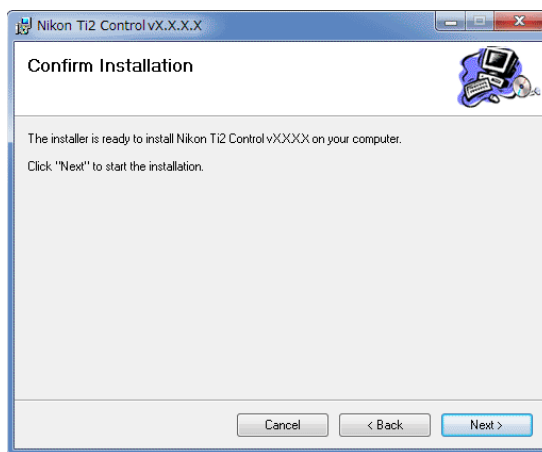 Nikon Ti2 Control vX.X.X.X
Confirm Installation
The installer is ready to install Nikon Ti2 Control vXXXX on your computer.
Click "Next" to start the installation.
Cancel
< Back
Next >